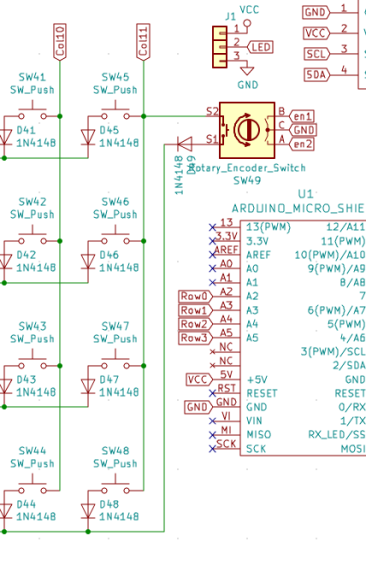 Col10
Col11
J1
VCC
1
2
3
LED
GND
GND 1
VCC 2
SCL 3
SDA 4
SW41
SW_Push
SW45
SW_Push
D41
1N4148
D45
1N4148
S2
S1
B
C
A
en1
GND
en2
1N4148
D49
Rotary_Encoder_Switch
SW49
SW42
SW_Push
SW46
SW_Push
D42
1N4148
D46
1N4148
U1
ARDUINO_MICRO_SHIE
13 13(PWM) 12/A11
3.3V 3.3V 11(PWM)
AREF AREF 10(PWM)/A10
A0 A0 9(PWM)/A9
A1 A1 8/A8
Row0 A2 A2 7
Row1 A3 A3 6(PWM)/A7
Row2 A4 A4 5(PWM)
Row3 A5 A5 4/A6
NC 3(PWM)/SCL
NC 2/SDA
VCC 5V +5V GND
RST RESET RESET
GND GND GND 0/RX
VI VIN 1/TX
MI MISO RX_LED/SS
SCK SCK MOSI
SW43
SW_Push
SW47
SW_Push
D43
1N4148
D47
1N4148
SW44
SW_Push
SW48
SW_Push
D44
1N4148
D48
1N4148